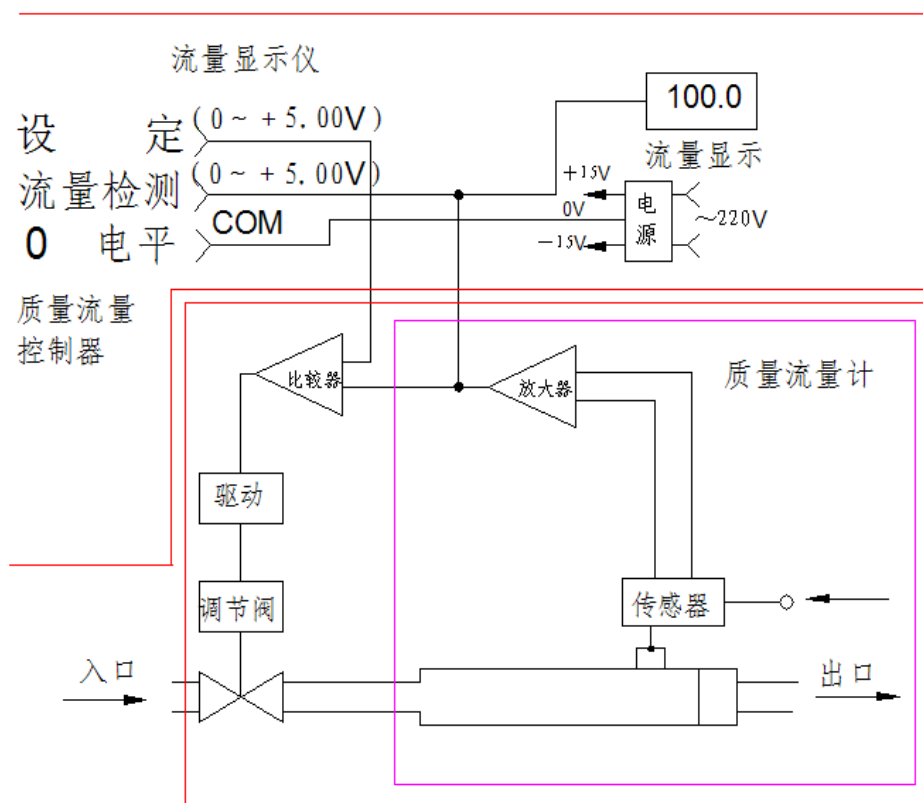 流量显示仪
100.0
设 定 (0~+5.00V)
流量显示
流量检测 (0~+5.00V)
+15V
电源
0V
~220V
0 电平 COM
-15V
质量流量
控制器
比较器
放大器
质量流量计
驱动
调节阀
传感器
入口
出口